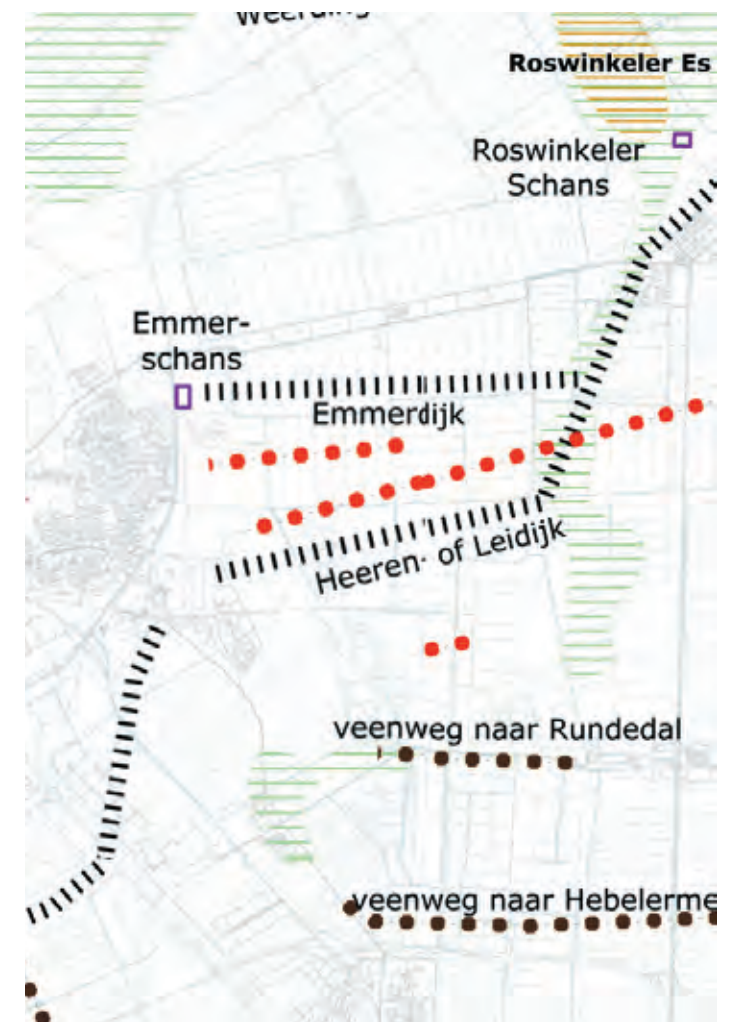 Roswinkeler Es
Roswinkeler
Schans
Emmer-
schans
Emmerdijk
Heeren- of Leidijk
veenweg naar Rundedal
veenweg naar Hebelerme